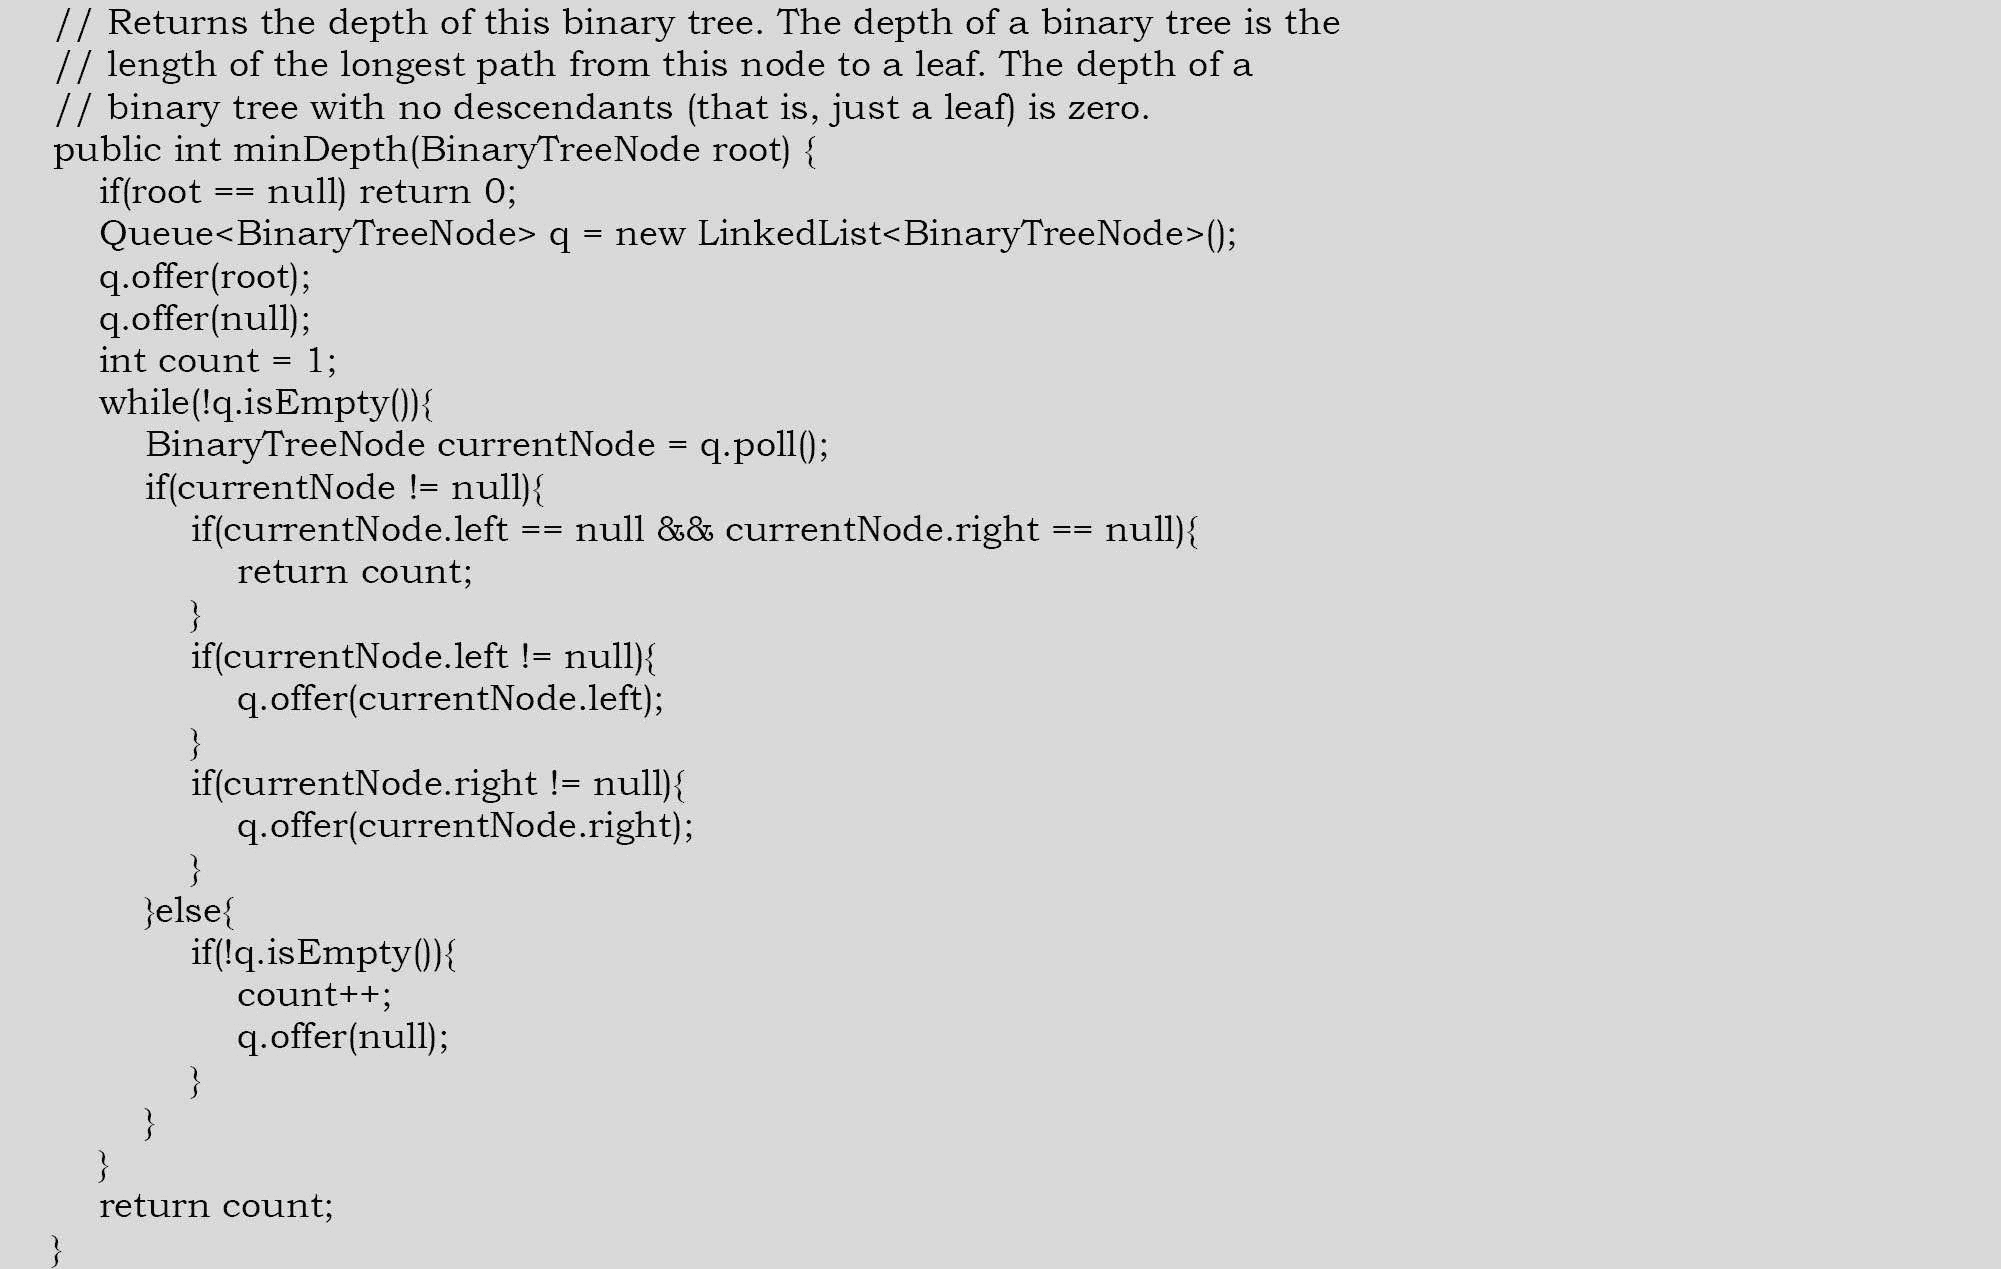 // Returns the depth of this binary tree. The depth of a binary tree is the
// length of the longest path from this node to a leaf. The depth of a
// binary tree with no descendants (that is, just a leaf) is zero.
public int minDepth(BinaryTreeNode root) {
if(root == null) return 0;
Queue<BinaryTreeNode> q = new LinkedList<BinaryTreeNode>();
q.offer(root);
q.offer(null);
int count = 1;
while(!q.isEmpty()){
BinaryTreeNode currentNode = q.poll();
if(currentNode != null){
if(currentNode.left == null && currentNode.right == null){
return count;
}
if(currentNode.left != null){
q.offer(currentNode.left);
}
if(currentNode.right != null){
q.offer(currentNode.right);
}
}else{
if(!q.isEmpty()){
count++;
q.offer(null);
}
}
}
return count;
}